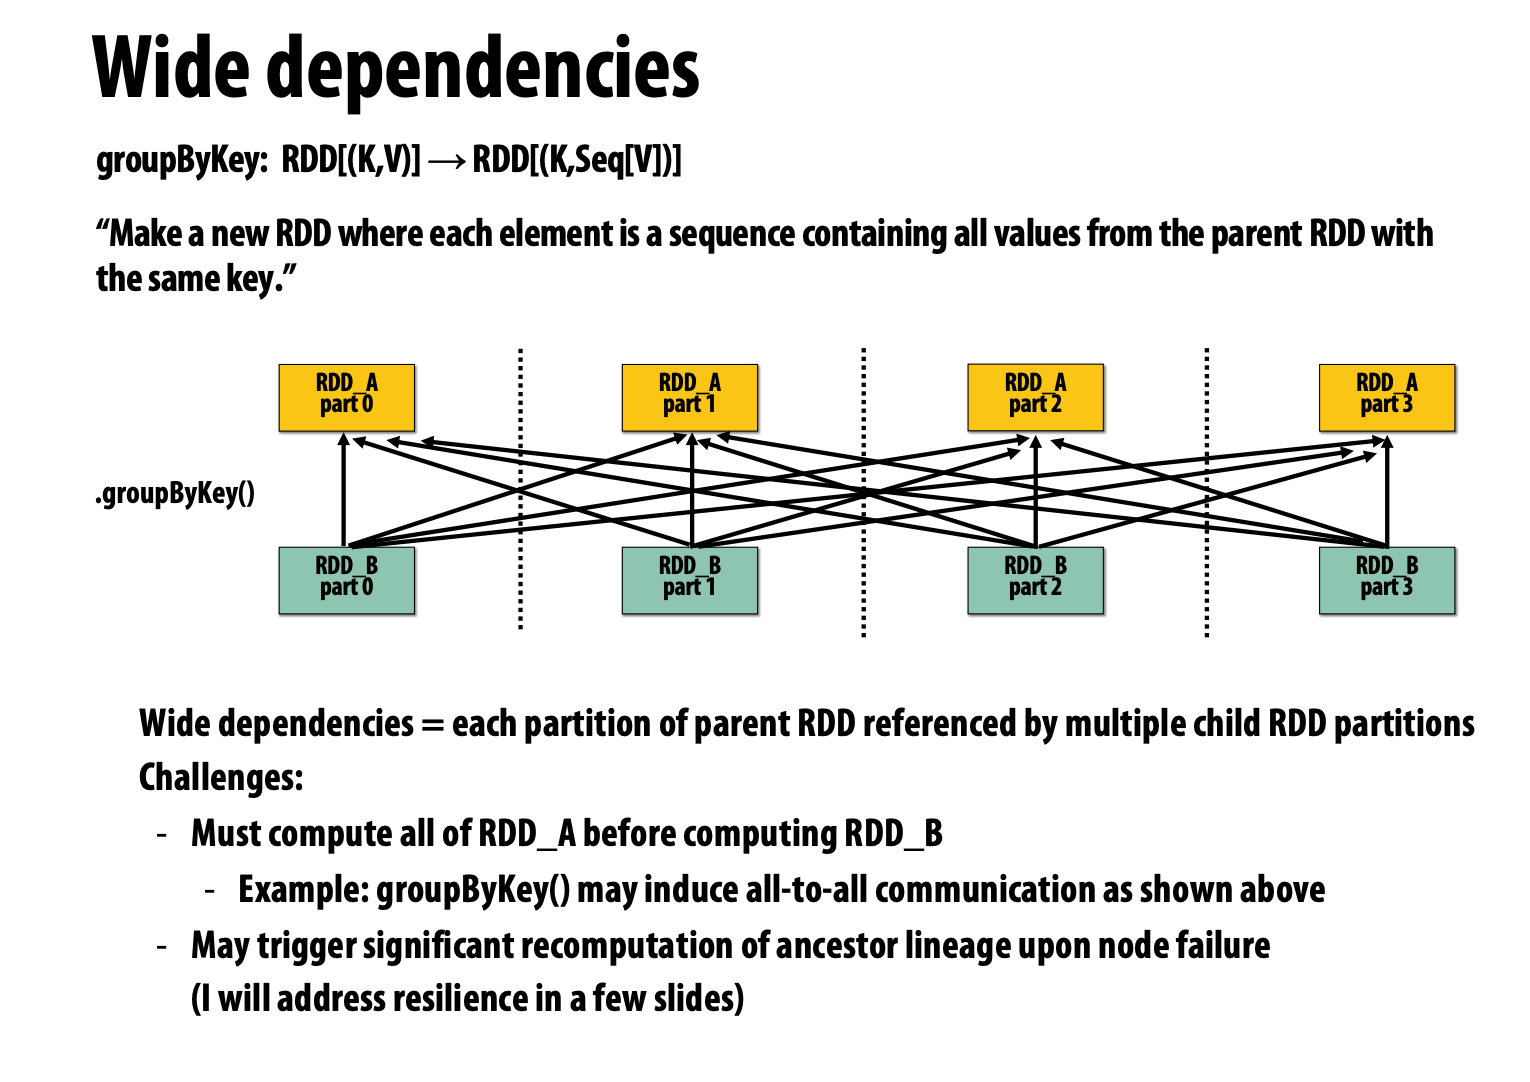 Wide dependencies
groupByKey: RDD[(K,V)] → RDD[(K,Seq[V])]
“Make a new RDD where each element is a sequence containing all values from the parent RDD with
the same key.”
RDD_A
part 0
RDD_A
part 1
RDD_A
part 2
RDD_A
part 3
.groupByKey()
RDD_B
part 0
RDD_B
part 1
RDD_B
part 2
RDD_B
part 3
Wide dependencies = each partition of parent RDD referenced by multiple child RDD partitions
Challenges:
- Must compute all of RDD_A before computing RDD_B
- Example: groupByKey() may induce all-to-all communication as shown above
- May trigger significant recomputation of ancestor lineage upon node failure
(I will address resilience in a few slides)